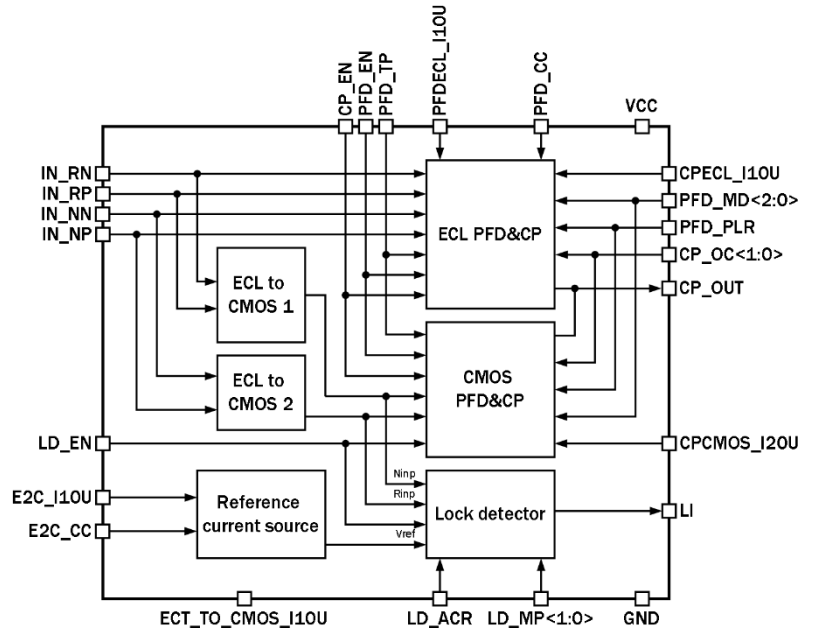 CP_EN
PFD_EN
PFD_TP
PFDECL_I10U
PFD_CC
VCC
IN_RN
IN_RP
IN_NN
IN_NP
CPECL_I10U
PFD_MD<2:0>
PFD_PLR
CP_OC<1:0>
CP_OUT
ECL PFD&CP
ECL to
CMOS 1
ECL to
CMOS 2
CMOS
PFD&CP
LD_EN
CPCMOS_I20U
E2C_I10U
E2C_CC
Reference
current source
Ninp
Rinp
Vref
Lock detector
LI
ECT_TO_CMOS_I10U
LD_ACR
LD_MP<1:0>
GND